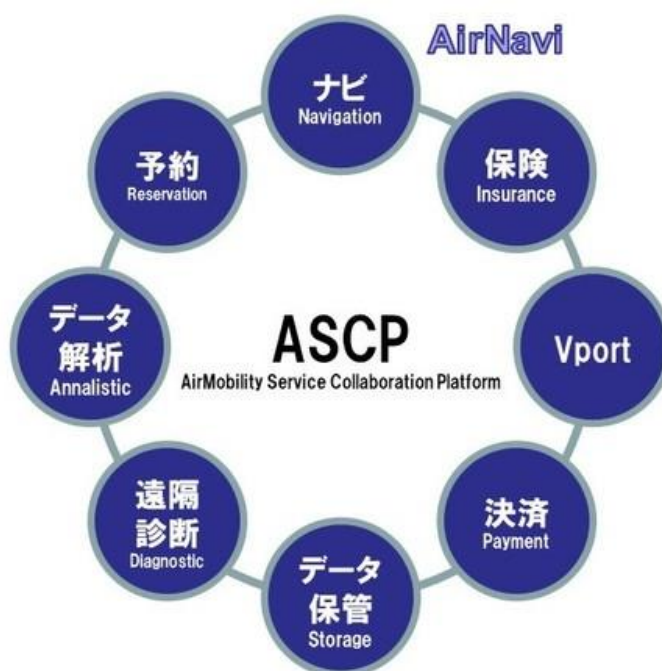 AirNavi
ナビ
Navigation
保険
Insurance
Vport
決済
Payment
データ
保管
Storage
遠隔
診断
Diagnostic
データ
解析
Annalistic
予約
Reservation
ASCP
AirMobility Service Collaboration Platform